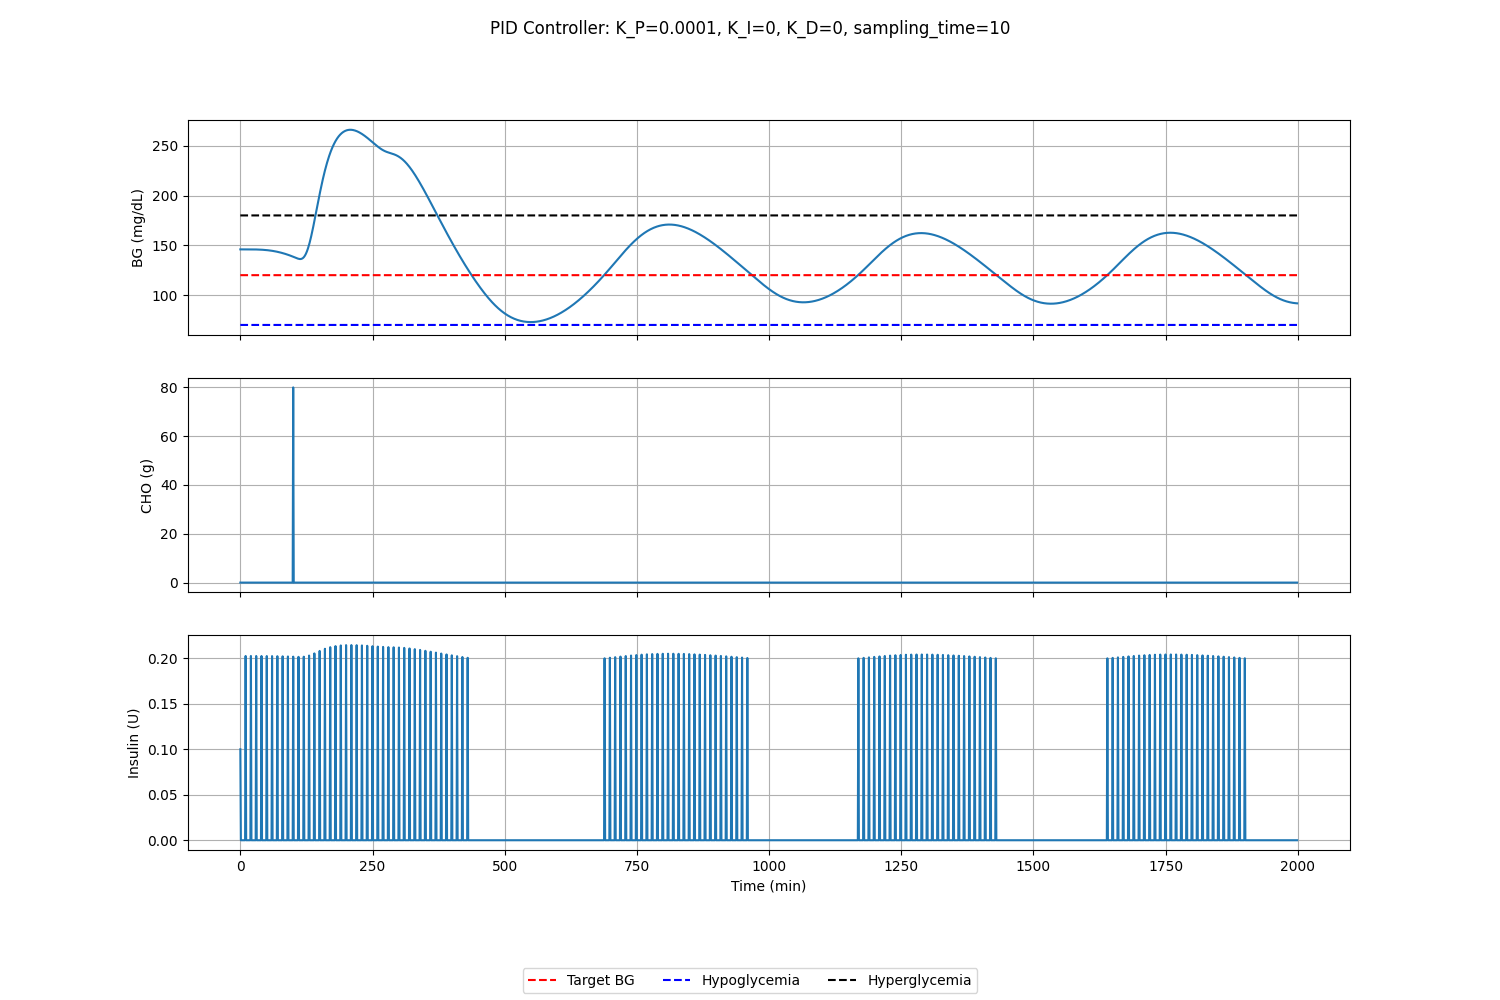 PID Controller: K_P=0.0001, K_I=0, K_D=0, sampling_time=10
BG (mg/dL)
250
200
150
100
CHO (g)
80
60
40
20
0
Insulin (U)
0.20
0.15
0.10
0.05
0.00
0 250 500 750 1000 1250 1500 1750 2000
Time (min)
Target BG Hypoglycemia Hyperglycemia